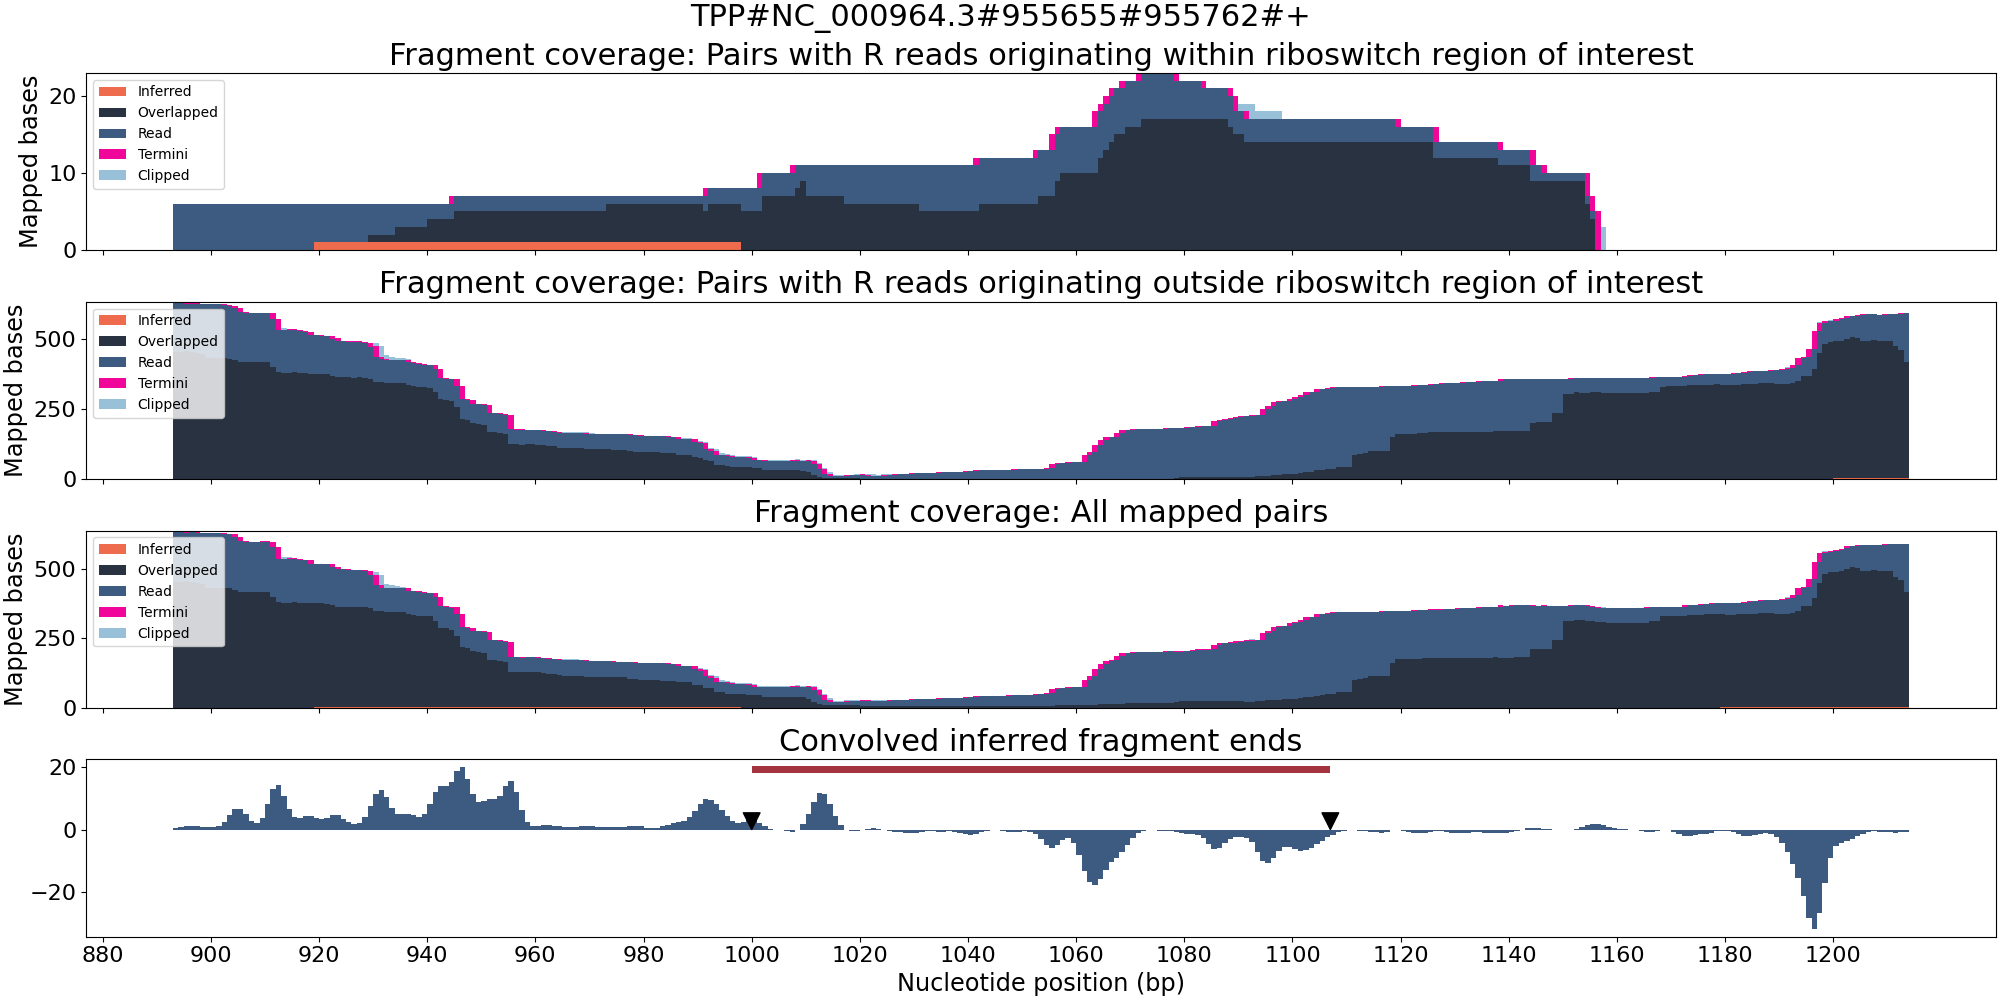 TPP#NC_000964.3#955655#955762#+
Fragment coverage: Pairs with R reads originating within riboswitch region of interest
Mapped bases
20
10
0
Inferred
Overlapped
Read
Termini
Clipped
Fragment coverage: Pairs with R reads originating outside riboswitch region of interest
Mapped bases
500
250
0
Inferred
Overlapped
Read
Termini
Clipped
Fragment coverage: All mapped pairs
Mapped bases
500
250
0
Inferred
Overlapped
Read
Termini
Clipped
Convolved inferred fragment ends
20
0
−20
880 900 920 940 960 980 1000 1020 1040 1060 1080 1100 1120 1140 1160 1180 1200
Nucleotide position (bp)